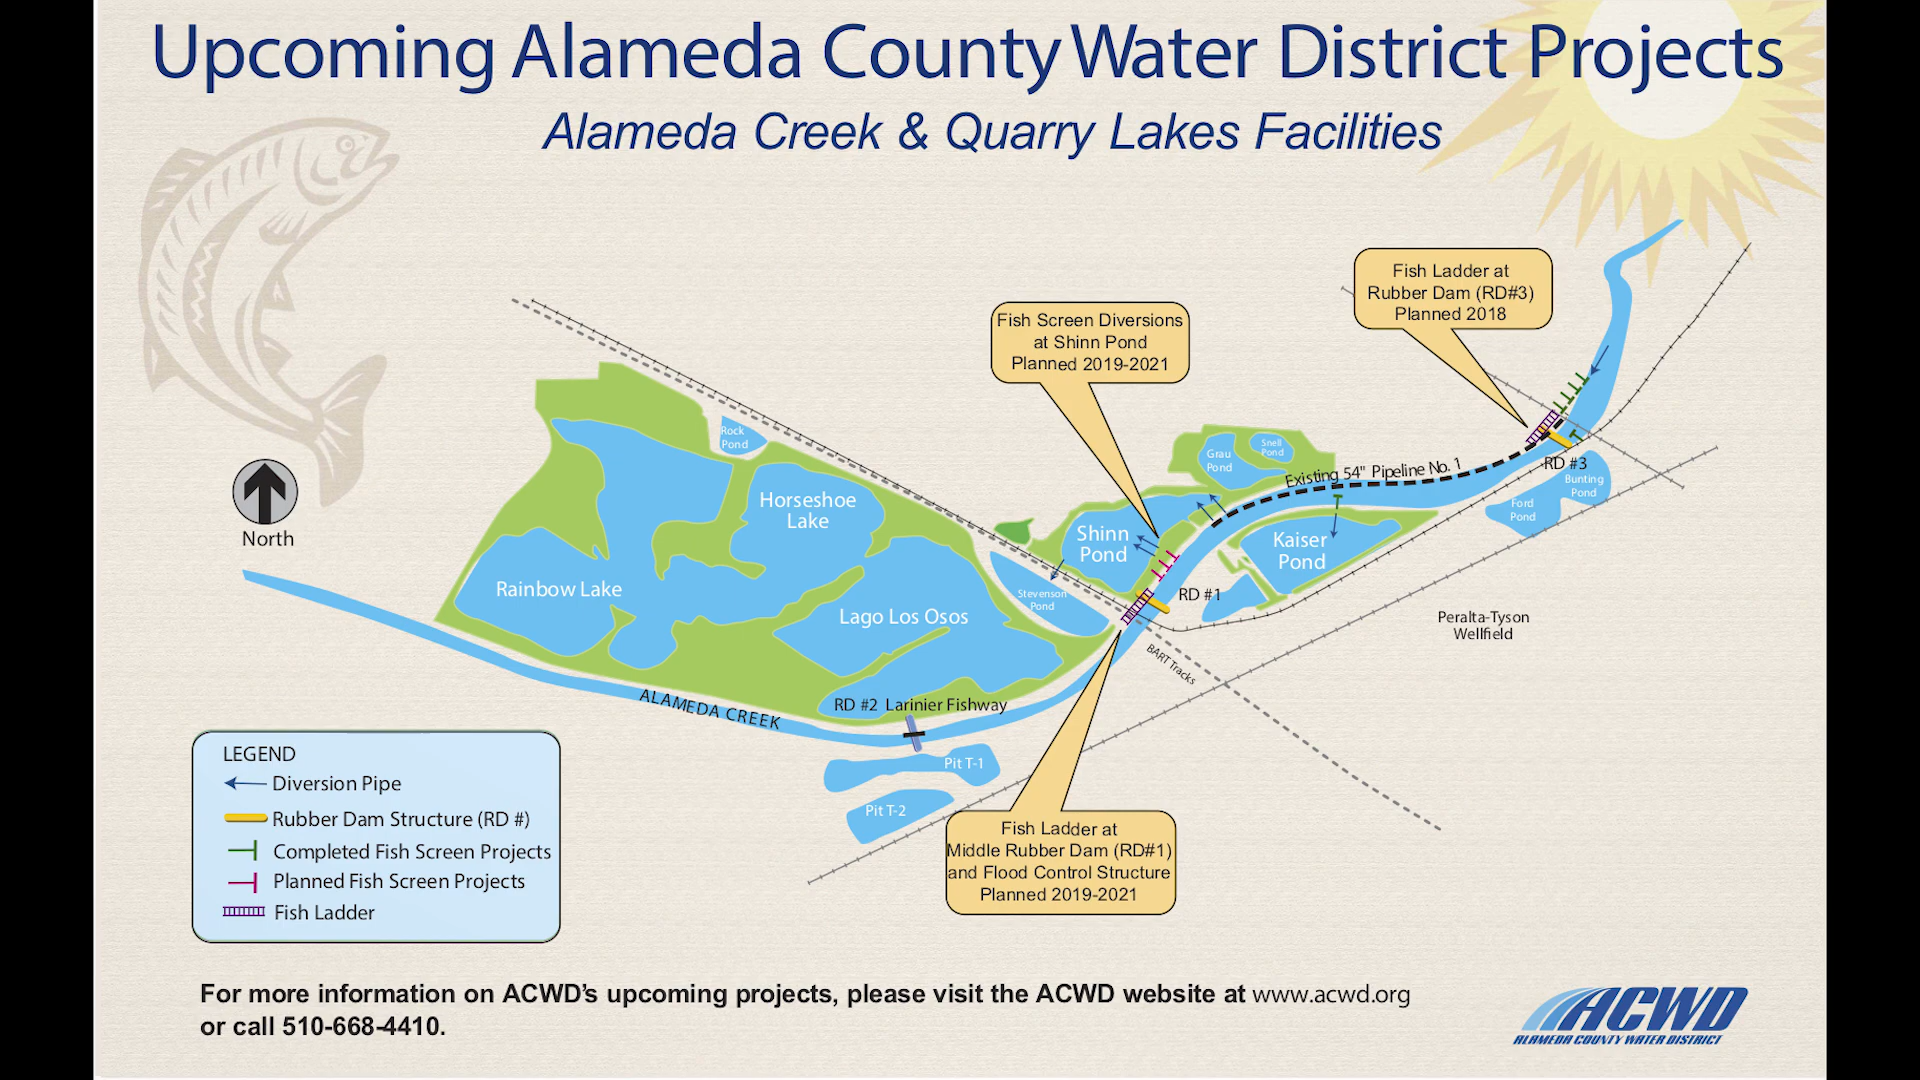 Upcoming Alameda County Water District Projects
Alameda Creek & Quarry Lakes Facilities
Fish Ladder at
Rubber Dam (RD#3)
Planned 2018
Fish Screen Diversions
at Shinn Pond
Planned 2019-2021
Rock
Pond
Grau
Pond
Snell
Pond
Existing 54" Pipeline No. 1
RD #3
Bunting
Pond
Ford
Pond
Horseshoe
Lake
Shinn
Pond
Kaiser
Pond
North
Rainbow Lake
Stevenson
Pond
RD #1
Lago Los Osos
Peralta-Tyson
Wellfield
BART Tracks
ALAMEDA CREEK
RD #2 Larinier Fishway
Pit T-1
Pit T-2
Fish Ladder at
Middle Rubber Dam (RD#1)
and Flood Control Structure
Planned 2019-2021
LEGEND
Diversion Pipe
Rubber Dam Structure (RD #)
Completed Fish Screen Projects
Planned Fish Screen Projects
Fish Ladder
For more information on ACWD's upcoming projects, please visit the ACWD website at www.acwd.org
or call 510-668-4410.
ACWD
ALAMEDA COUNTY WATER DISTRICT